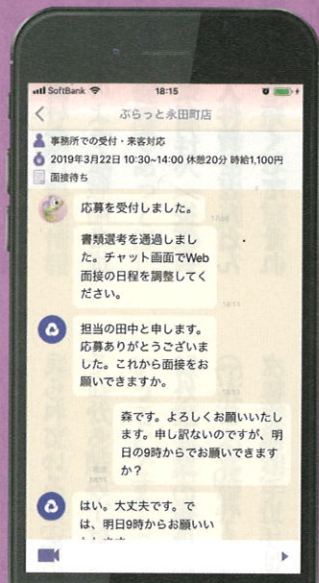 SoftBank 18:15
ぷらっと永田町店
事務所での受付・来客対応
2019年3月22日 10:30~14:00 休憩20分 時給1,100円
面接待ち
応募を受付しました。
書類選考を通過しまし
た。チャット画面でWeb
面接の日程を調整してく
ださい。
担当の田中と申します。
応募ありがとうございま
した。これから面接をお
願いできますか。
森です。よろしくお願いいたし
ます。申し訳ないのですが、明
日の9時からでお願いできます
か?
はい。大丈夫です。で
は、明日9時からお願いい